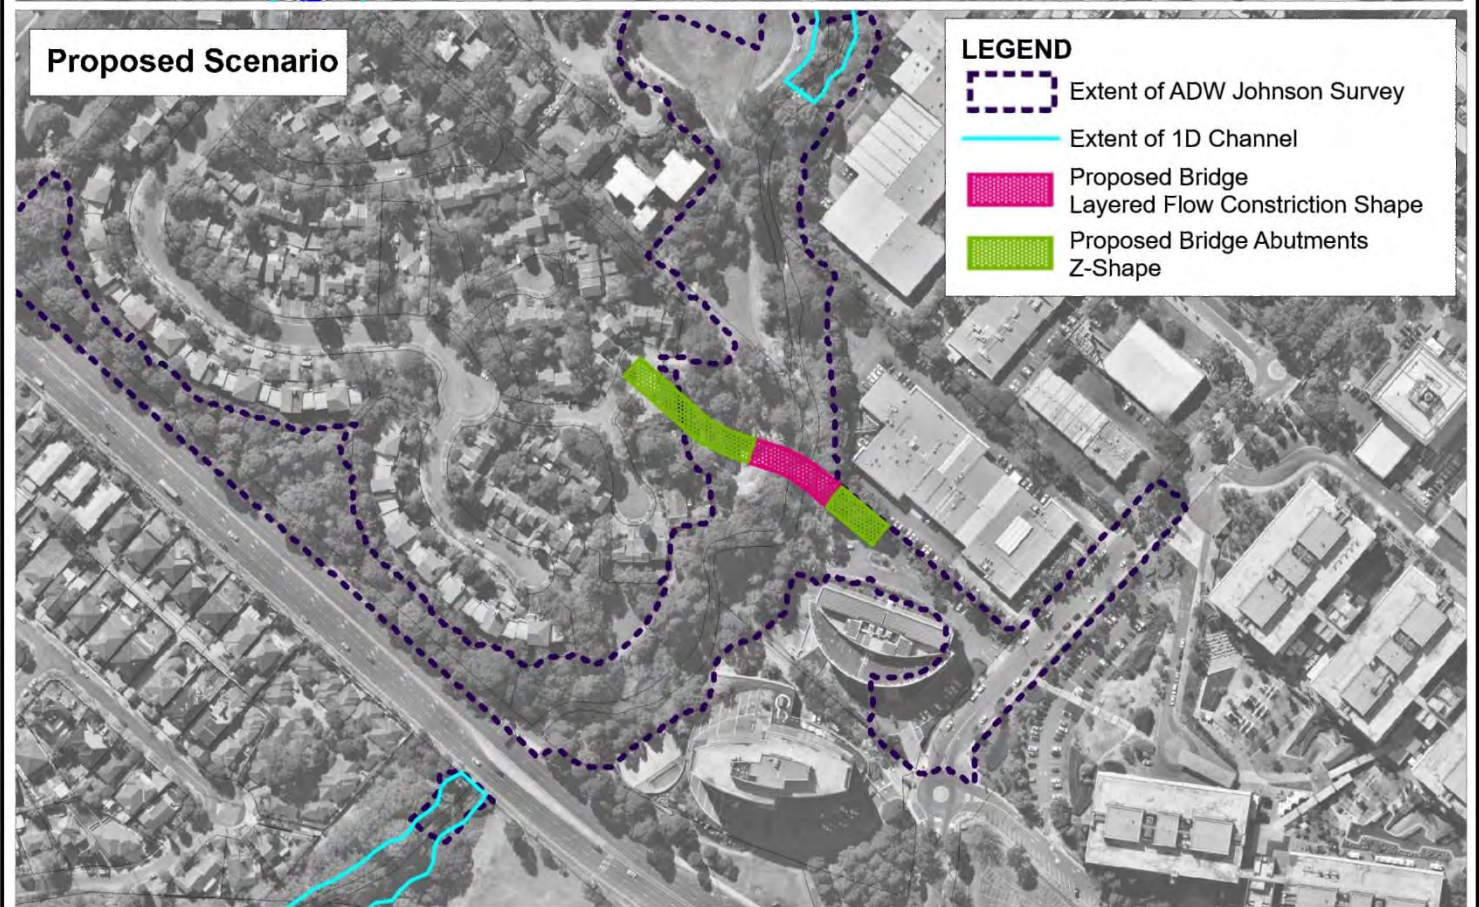 Proposed Scenario
LEGEND
Extent of ADW Johnson Survey
Extent of 1D Channel
Proposed Bridge
Layered Flow Constriction Shape
Proposed Bridge Abutments
Z-Shape